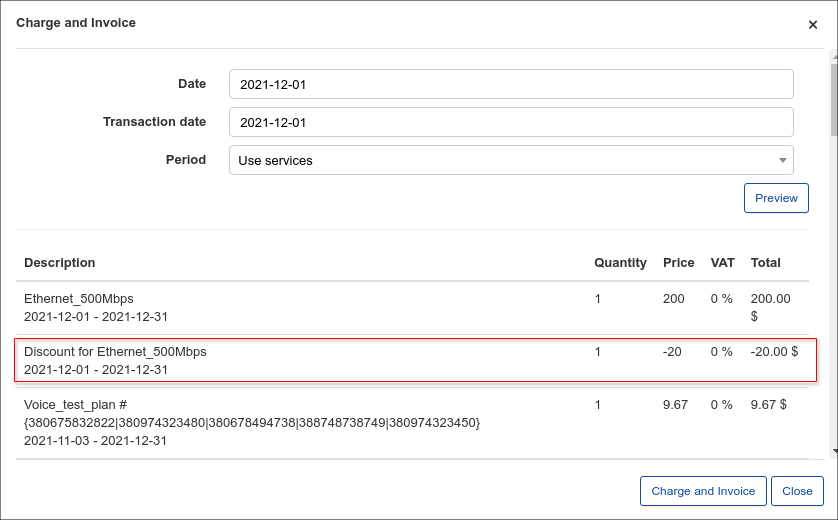 Charge and Invoice ×
Date 2021-12-01
Transaction date 2021-12-01
Period Use services
Preview
Description Quantity Price VAT Total
Ethernet_500Mbps 1 200 0 % 200.00
2021-12-01 - 2021-12-31 $
Discount for Ethernet_500Mbps 1 -20 0 % -20.00 $
2021-12-01 - 2021-12-31
Voice_test_plan # 1 9.67 0 % 9.67 $
{380675832822|380974323480|380678494738|388748738749|380974323450}
2021-11-03 - 2021-12-31
Charge and Invoice Close